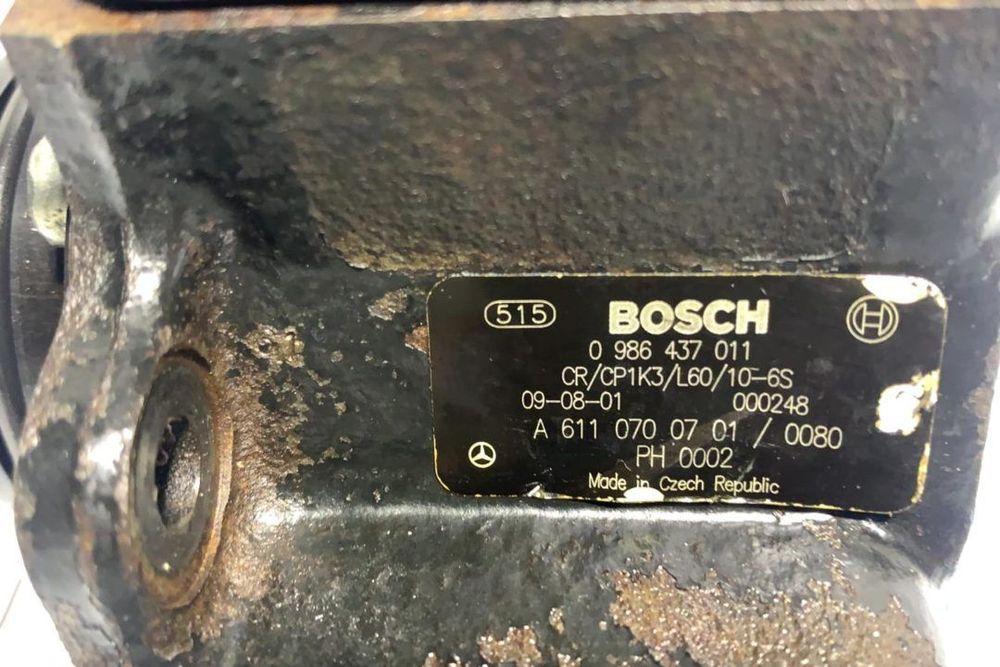 515 BOSCH
0 986 437 011
CR/CP1K3/L60/10-6S
09-08-01 000248
A 611 070 07 01 / 0080
PH 0002
Made in Czech Republic